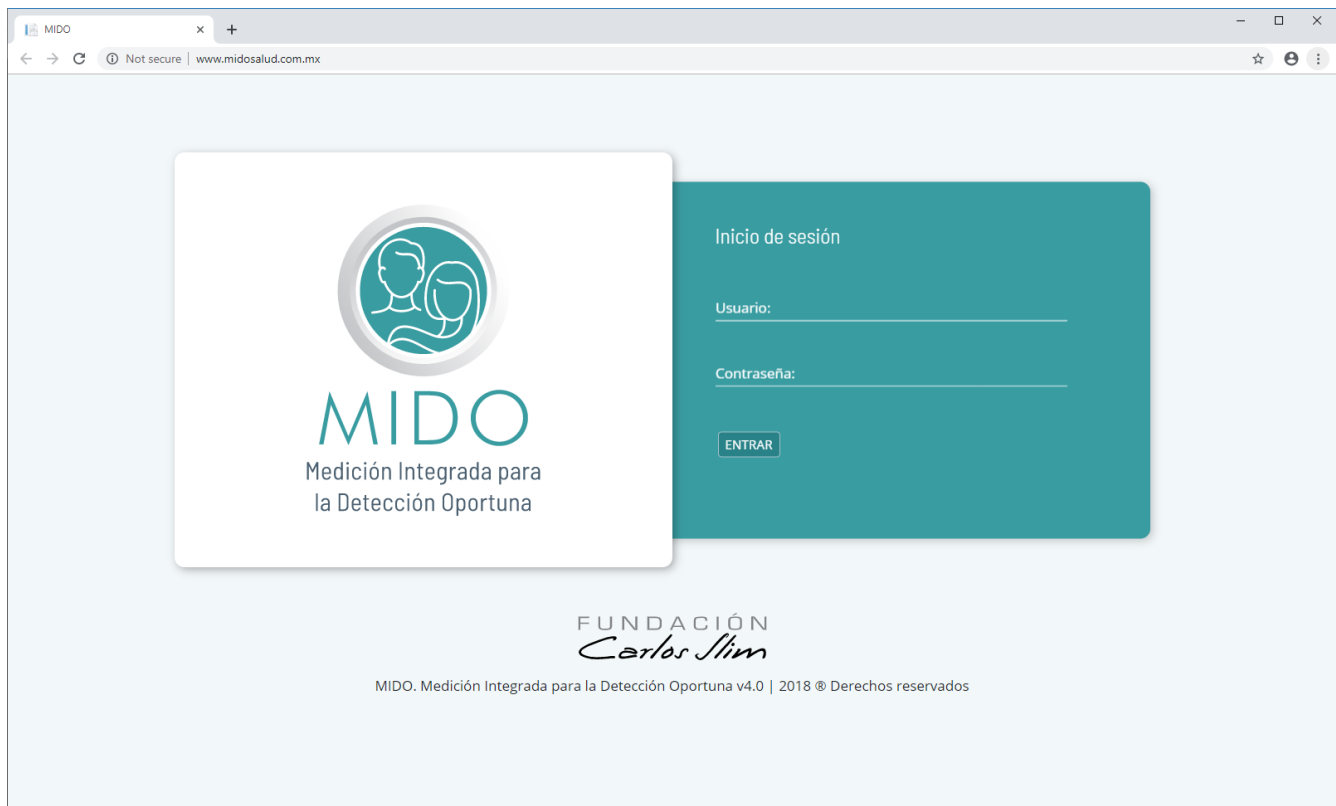 MIDO
Not secure | www.midosalud.com.mx
MIDO
Medición Integrada para
la Detección Oportuna
Inicio de sesión
Usuario:
Contraseña:
ENTRAR
FUNDACIÓN
Carlos Slim
MIDO. Medición Integrada para la Detección Oportuna v4.0 | 2018 ® Derechos reservados